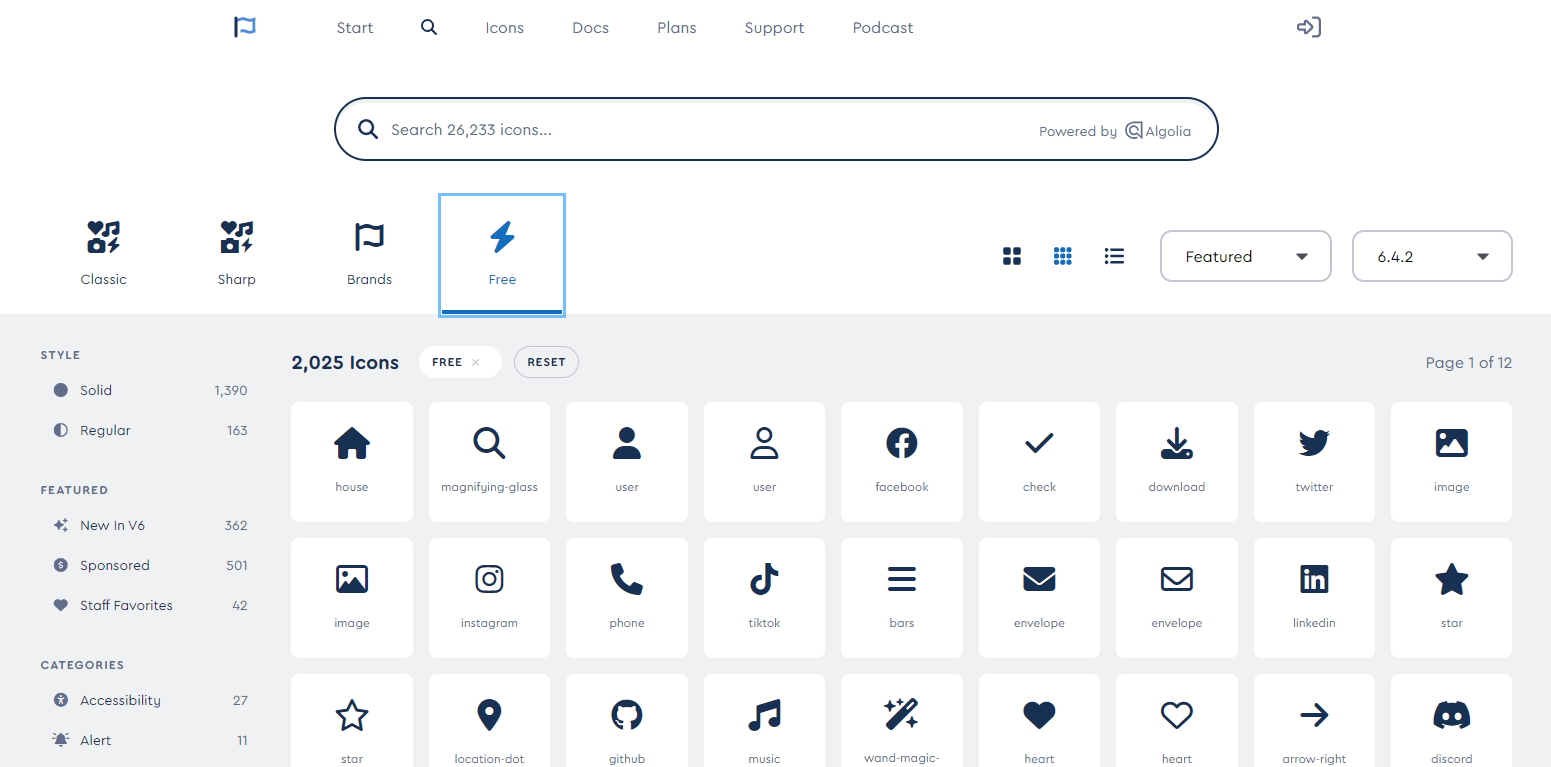 Start Icons Docs Plans Support Podcast
Search 26,233 icons... Powered by Algolia
Classic Sharp Brands Free
Featured 6.4.2
STYLE
Solid 1,390
Regular 163
FEATURED
New In V6 362
Sponsored 501
Staff Favorites 42
CATEGORIES
Accessibility 27
Alert 11
2,025 Icons FREE × RESET Page 1 of 12
house magnifying-glass user user facebook check download twitter image
image instagram phone tiktok bars envelope envelope linkedin star
star location-dot github music wand-magic- heart heart arrow-right discord